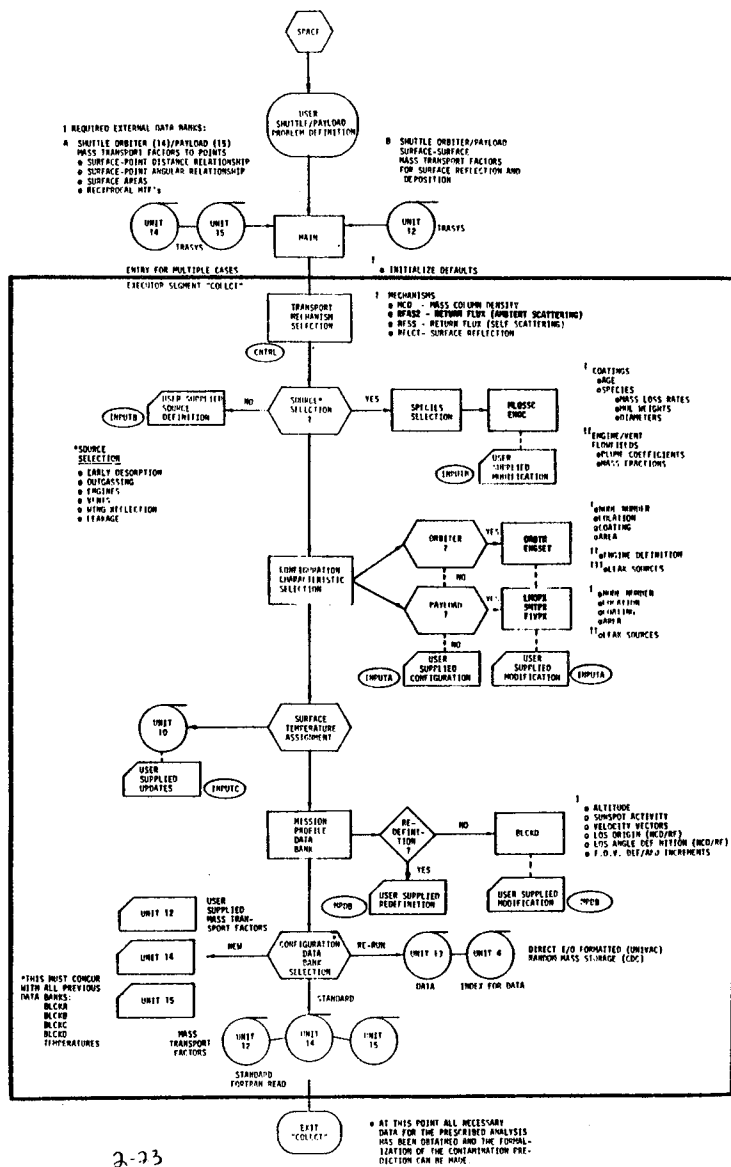 SPACE
USER
SHUTTLE/PAYLOAD
PROBLEM DEFINITION
† REQUIRED EXTERNAL DATA BANKS:
A SHUTTLE ORBITER (14)/PAYLOAD (15)
MASS TRANSPORT FACTORS TO POINTS
SURFACE-POINT DISTANCE RELATIONSHIP
SURFACE-POINT ANGULAR RELATIONSHIP
SURFACE AREAS
RECIPROCAL MTF's
B SHUTTLE ORBITER/PAYLOAD
SURFACE-SURFACE
MASS TRANSPORT FACTORS
FOR SURFACE REFLECTION AND
DEPOSITION
UNIT 14
UNIT 15
TRASYS
MAIN
UNIT 12
TRASYS
ENTRY FOR MULTIPLE CASES
INITIALIZE DEFAULTS
EXECUTOR SEGMENT "COLLCT"
TRANSPORT
MECHANISM
SELECTION
CNTRL
† MECHANISMS
MCD - MASS COLUMN DENSITY
RFAS2 - RETURN FLUX (AMBIENT SCATTERING)
RFSS - RETURN FLUX (SELF SCATTERING)
RFLCT- SURFACE REFLECTION
INPUTB
USER SUPPLIED
SOURCE
DEFINITION
NO
SOURCE*
SELECTION
?
YES
SPECIES
SELECTION
MLOSSC
ENGC
† COATINGS
AGE
SPECIES
MASS LOSS RATES
MOL WEIGHTS
DIAMETERS
†† ENGINE/VENT
FLOWFIELDS
PLUME COEFFICIENTS
MASS FRACTIONS
INPUTB
USER
SUPPLIED
MODIFICATION
*SOURCE
SELECTION
EARLY DESORPTION
OUTGASSING
ENGINES
VENTS
WING REFLECTION
LEAKAGE
CONFIGURATION
CHARACTERISTIC
SELECTION
ORBITER
?
YES
ORBTR
ENGSET
† NODE NUMBER
LOCATION
COATING
AREA
†† ENGINE DEFINITION
††† LEAK SOURCES
NO
PAYLOAD
?
YES
LMOPX
SMTPX
FIVPX
† NODE NUMBER
LOCATION
COATING
AREA
†† LEAK SOURCES
NO
INPUTA
USER
SUPPLIED
CONFIGURATION
USER
SUPPLIED
MODIFICATION
INPUTA
UNIT
10
SURFACE
TEMPERATURE
ASSIGNMENT
USER
SUPPLIED
UPDATES
INPUTC
MISSION
PROFILE
DATA
BANK
RE-
DEFINI-
TION
?
NO
BLCKD
†
ALTITUDE
SUNSPOT ACTIVITY
VELOCITY VECTORS
LOS ORIGIN (MCD/RF)
LOS ANGLE DEFINITION (MCD/RF)
F.O.V. DEF/AND INCREMENTS
YES
MPDB
USER SUPPLIED
REDEFINITION
USER SUPPLIED
MODIFICATION
MPDB
UNIT 12
USER
SUPPLIED
MASS TRAN-
SPORT FACTORS
UNIT 14
NEW
CONFIGURATION
DATA
BANK
SELECTION
RE-RUN
UNIT 13
DATA
INDEX FOR DATA
DIRECT I/O FORMATTED (UNIVAC)
RANDOM MASS STORAGE (CDC)
UNIT 15
*THIS MUST CONCUR
WITH ALL PREVIOUS
DATA BANKS:
BLCKA
BLCKB
BLCKC
BLCKD
TEMPERATURES
STANDARD
MASS
TRANSPORT
FACTORS
UNIT
12
UNIT
14
UNIT
15
STANDARD
FORTRAN READ
EXIT
"COLLCT"
AT THIS POINT ALL NECESSARY
DATA FOR THE PRESCRIBED ANALYSIS
HAS BEEN OBTAINED AND THE FORMAL-
IZATION OF THE CONTAMINATION PRE-
DICTION CAN BE MADE.
2-23